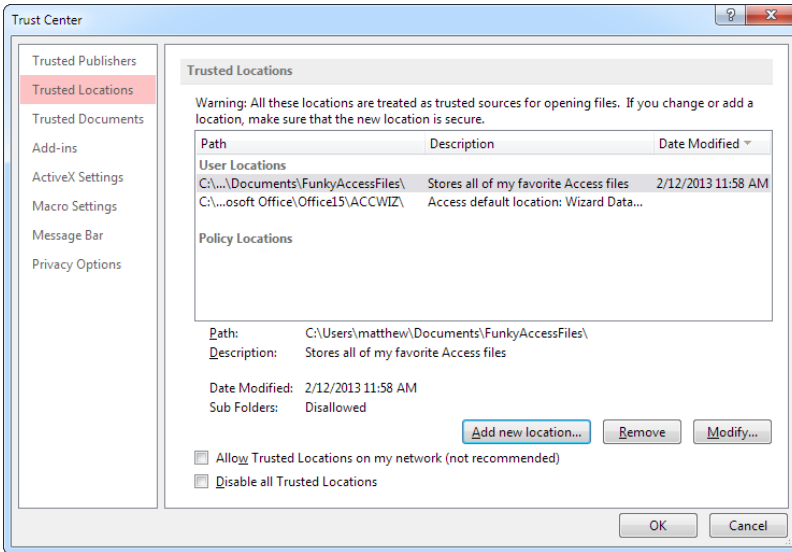 Trust Center
Trusted Publishers
Trusted Locations
Trusted Documents
Add-ins
ActiveX Settings
Macro Settings
Message Bar
Privacy Options
Trusted Locations
Warning: All these locations are treated as trusted sources for opening files. If you change or add a
location, make sure that the new location is secure.
Path Description Date Modified
User Locations
C:\...\Documents\FunkyAccessFiles\ Stores all of my favorite Access files 2/12/2013 11:58 AM
C:\...osoft Office\Office15\ACCWIZ\ Access default location: Wizard Data...
Policy Locations
Path: C:\Users\matthew\Documents\FunkyAccessFiles\
Description: Stores all of my favorite Access files
Date Modified: 2/12/2013 11:58 AM
Sub Folders: Disallowed
Add new location... Remove Modify...
Allow Trusted Locations on my network (not recommended)
Disable all Trusted Locations
OK Cancel